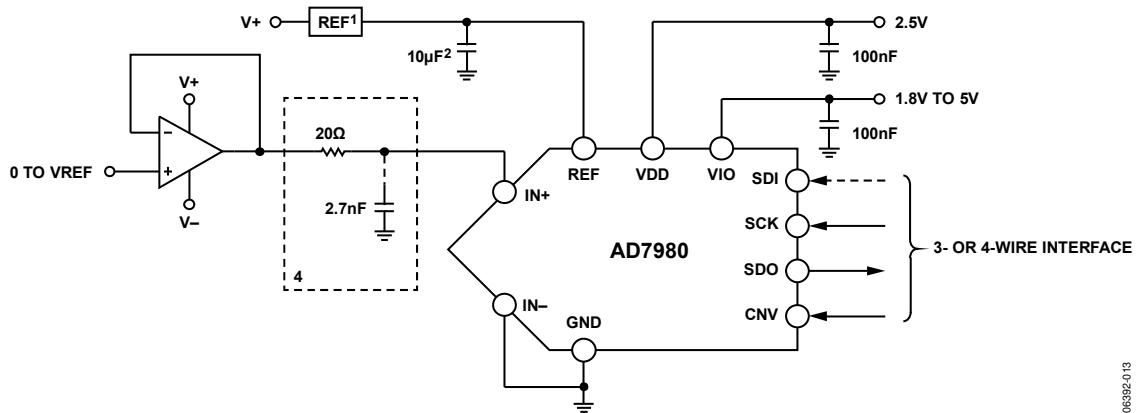 V+
REF1
10µF2
2.5V
100nF
1.8V TO 5V
100nF
V+
−
+
V−
0 TO VREF
20Ω
2.7nF
4
REF
VDD
VIO
IN+
IN−
GND
AD7980
SDI
SCK
SDO
CNV
3- OR 4-WIRE INTERFACE
06392-013